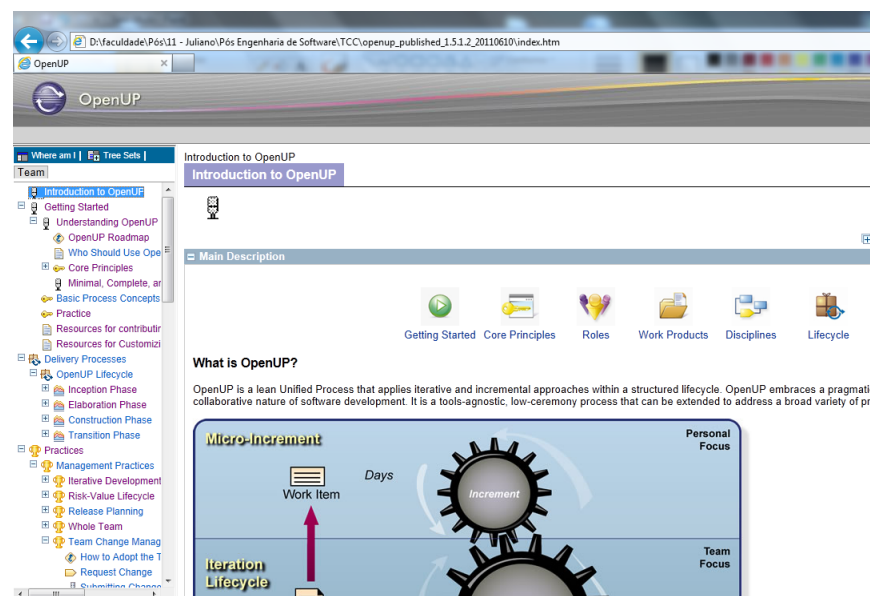 D:\faculdade\Pós\11 - Juliano\Pós Engenharia de Software\TCC\openup_published_1.5.1.2_20110610\index.htm
OpenUP
OpenUP
Where am I | Tree Sets |
Team
Introduction to OpenUP
Getting Started
Understanding OpenUP
OpenUP Roadmap
Who Should Use Ope
Core Principles
Minimal, Complete, ar
Basic Process Concepts
Practice
Resources for contributir
Resources for Customizi
Delivery Processes
OpenUP Lifecycle
Inception Phase
Elaboration Phase
Construction Phase
Transition Phase
Practices
Management Practices
Iterative Development
Risk-Value Lifecycle
Release Planning
Whole Team
Team Change Manag
How to Adopt the T
Request Change
Submitting Change
Introduction to OpenUP
Introduction to OpenUP
Main Description
Getting Started Core Principles Roles Work Products Disciplines Lifecycle
What is OpenUP?
OpenUP is a lean Unified Process that applies iterative and incremental approaches within a structured lifecycle. OpenUP embraces a pragmati
collaborative nature of software development. It is a tools-agnostic, low-ceremony process that can be extended to address a broad variety of pr
Micro-Increment
Personal
Focus
Days
Work Item
Increment
Team
Focus
Iteration
Lifecycle